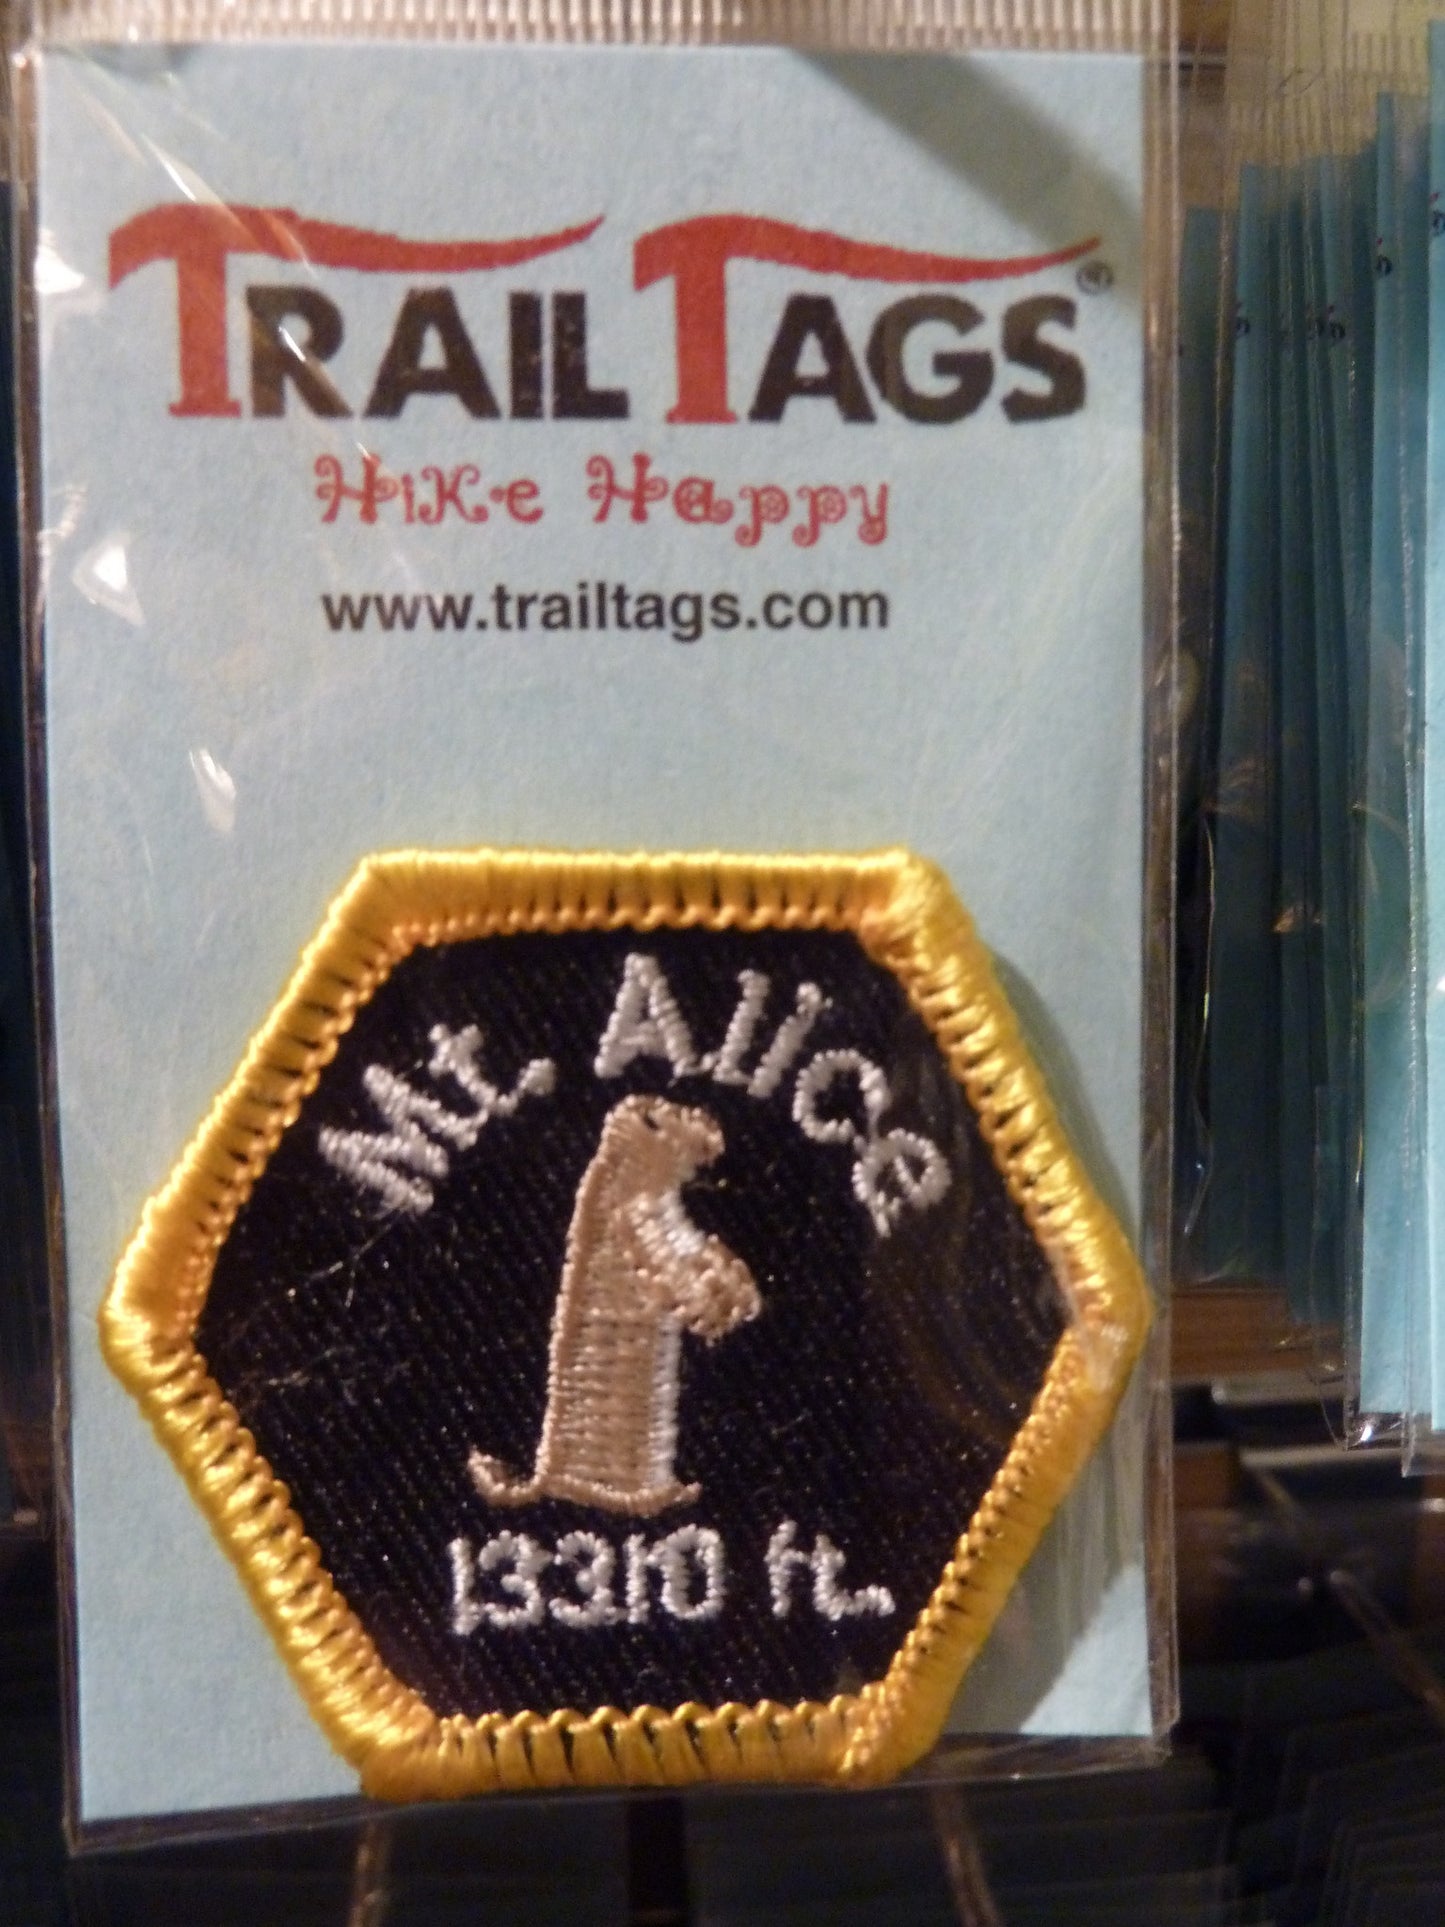 TRAIL TAGS®
HiKe Happy
www.trailtags.com
Mt. Alice
13310 ft.